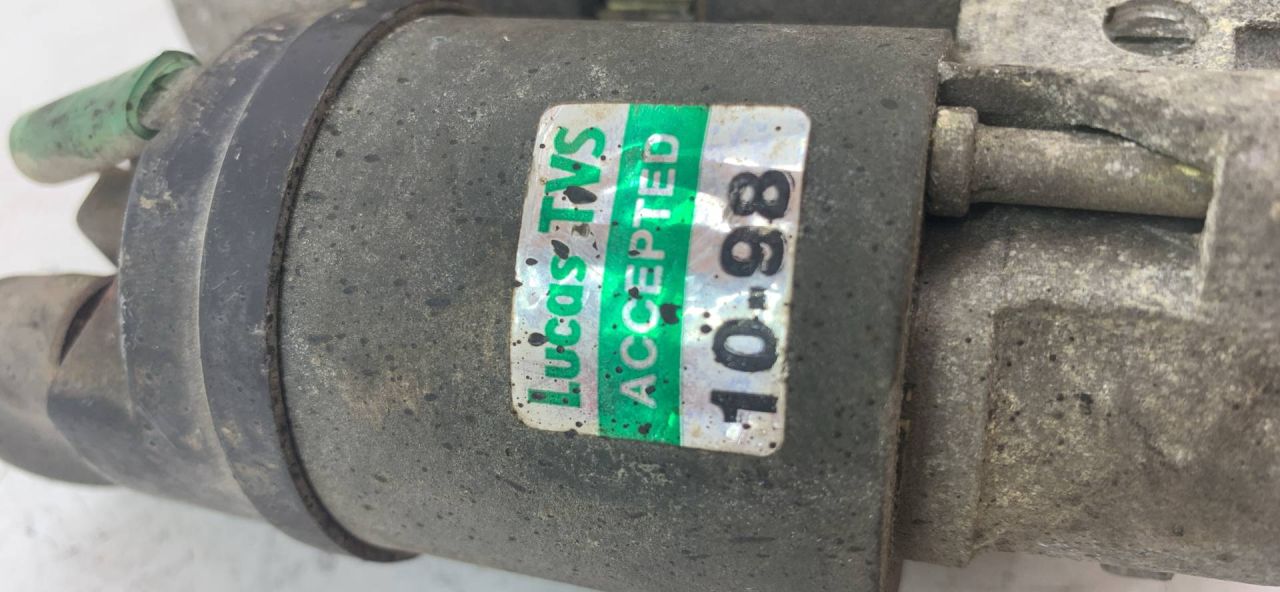 Lucas TVS
ACCEPTED
10-98